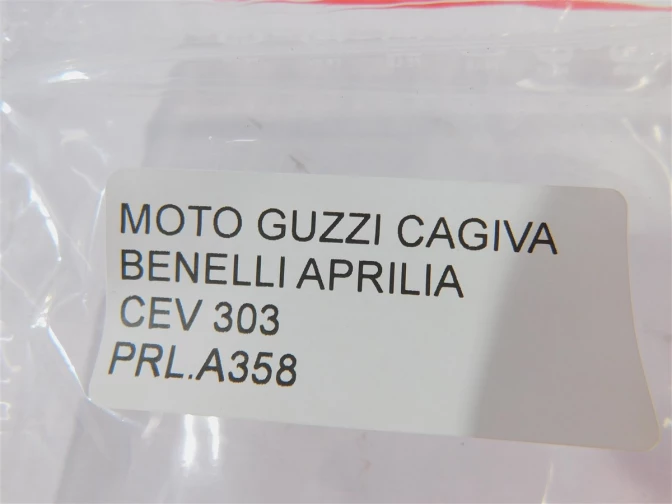 MOTO GUZZI CAGIVA
BENELLI APRILIA
CEV 303
PRL.A358